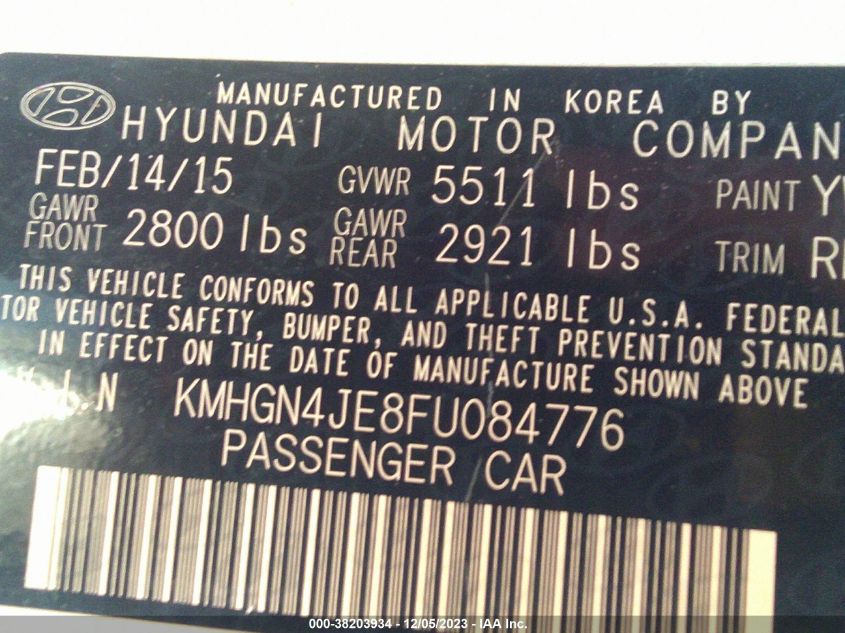 MANUFACTURED IN KOREA BY
HYUNDAI MOTOR COMPAN
FEB/14/15 GVWR 5511 lbs PAINT
GAWR FRONT 2800 lbs GAWR REAR 2921 lbs TRIM
THIS VEHICLE CONFORMS TO ALL APPLICABLE U.S.A. FEDERAL
TOR VEHICLE SAFETY, BUMPER, AND THEFT PREVENTION STANDA
IN EFFECT ON THE DATE OF MANUFACTURE SHOWN ABOVE
V.I.N KMHGN4JE8FU084776
PASSENGER CAR
000-38203934 - 12/05/2023 - IAA Inc.